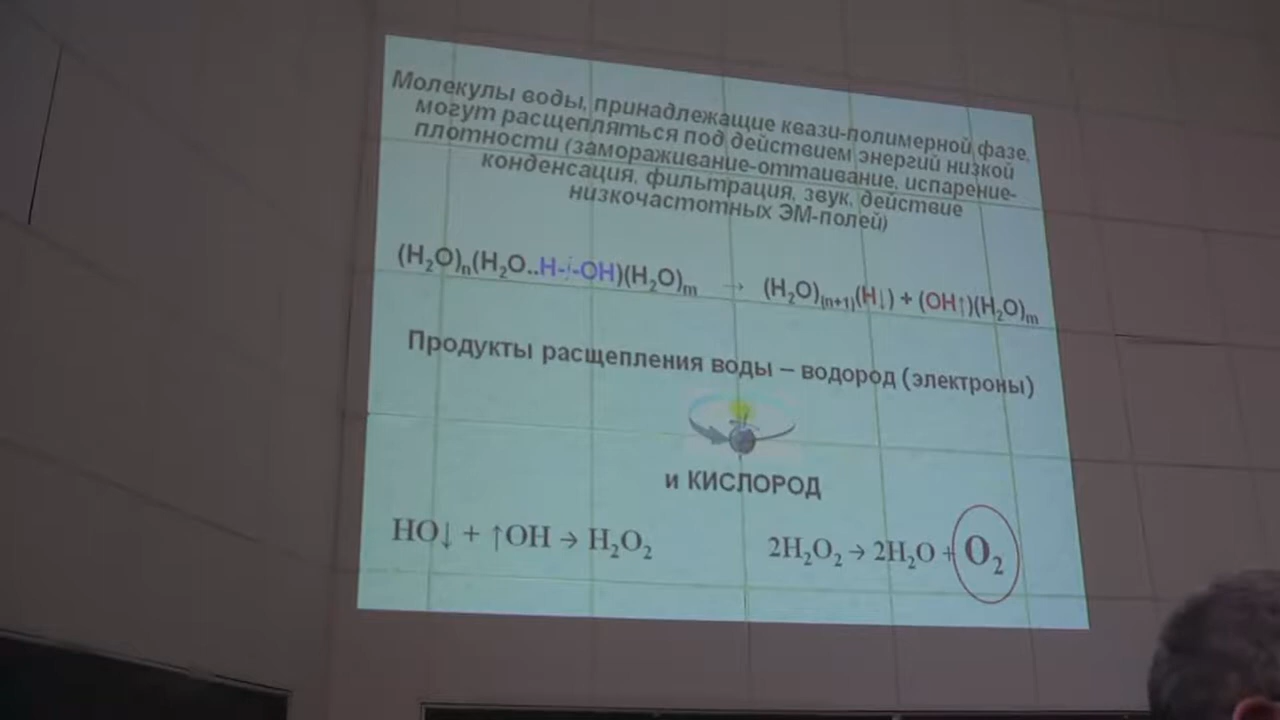 Молекулы воды, принадлежащие квази-полимерной фазе,
могут расщепляться под действием энергий низкой
плотности (замораживание-оттаивание, испарение-
конденсация, фильтрация, звук, действие
низкочастотных ЭМ-полей)
(H₂O)ₙ(H₂O..H-¦-OH)(H₂O)ₘ → (H₂O)₍ₙ₊₁₎(H↓) + (OH↑)(H₂O)ₘ
Продукты расщепления воды – водород (электроны)
и КИСЛОРОД
HO↓ + ↑OH → H₂O₂ 2H₂O₂ → 2H₂O + O₂